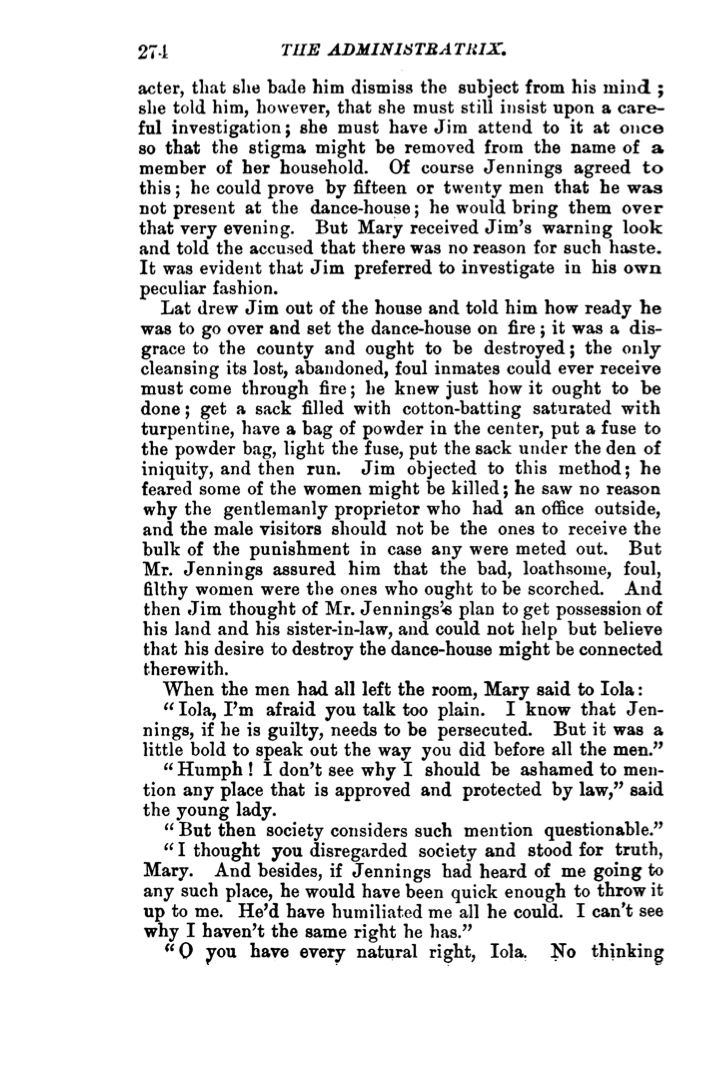 274 THE ADMINISTRATRIX.
acter, that she bade him dismiss the subject from his mind ;
she told him, however, that she must still insist upon a care-
ful investigation; she must have Jim attend to it at once
so that the stigma might be removed from the name of a
member of her household. Of course Jennings agreed to
this; he could prove by fifteen or twenty men that he was
not present at the dance-house; he would bring them over
that very evening. But Mary received Jim's warning look
and told the accused that there was no reason for such haste.
It was evident that Jim preferred to investigate in his own
peculiar fashion.
Lat drew Jim out of the house and told him how ready he
was to go over and set the dance-house on fire; it was a dis-
grace to the county and ought to be destroyed; the only
cleansing its lost, abandoned, foul inmates could ever receive
must come through fire; he knew just how it ought to be
done; get a sack filled with cotton-batting saturated with
turpentine, have a bag of powder in the center, put a fuse to
the powder bag, light the fuse, put the sack under the den of
iniquity, and then run. Jim objected to this method; he
feared some of the women might be killed; he saw no reason
why the gentlemanly proprietor who had an office outside,
and the male visitors should not be the ones to receive the
bulk of the punishment in case any were meted out. But
Mr. Jennings assured him that the bad, loathsome, foul,
filthy women were the ones who ought to be scorched. And
then Jim thought of Mr. Jennings's plan to get possession of
his land and his sister-in-law, and could not help but believe
that his desire to destroy the dance-house might be connected
therewith.
When the men had all left the room, Mary said to Iola:
"Iola, I'm afraid you talk too plain. I know that Jen-
nings, if he is guilty, needs to be persecuted. But it was a
little bold to speak out the way you did before all the men."
"Humph! I don't see why I should be ashamed to men-
tion any place that is approved and protected by law," said
the young lady.
"But then society considers such mention questionable."
"I thought you disregarded society and stood for truth,
Mary. And besides, if Jennings had heard of me going to
any such place, he would have been quick enough to throw it
up to me. He'd have humiliated me all he could. I can't see
why I haven't the same right he has."
"O you have every natural right, Iola. No thinking